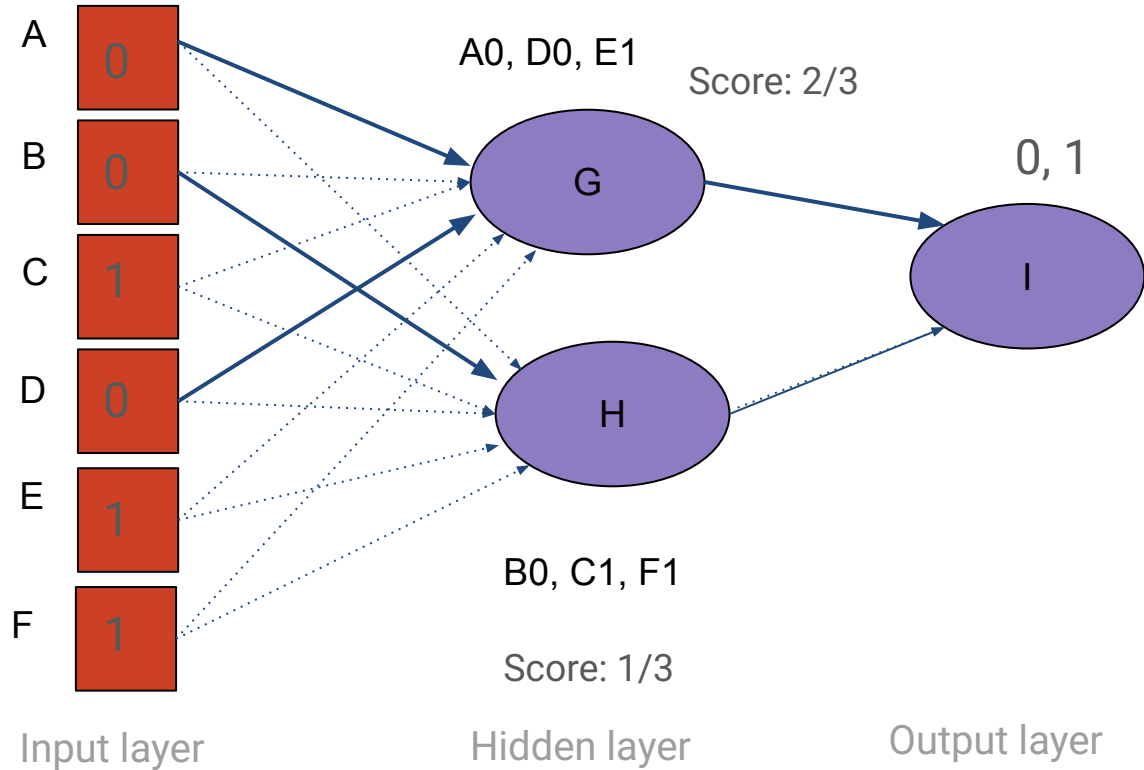 A
0
A0, D0, E1
Score: 2/3
B
0
G
0, 1
C
1
I
D
0
H
E
1
B0, C1, F1
F
1
Score: 1/3
Input layer
Hidden layer
Output layer